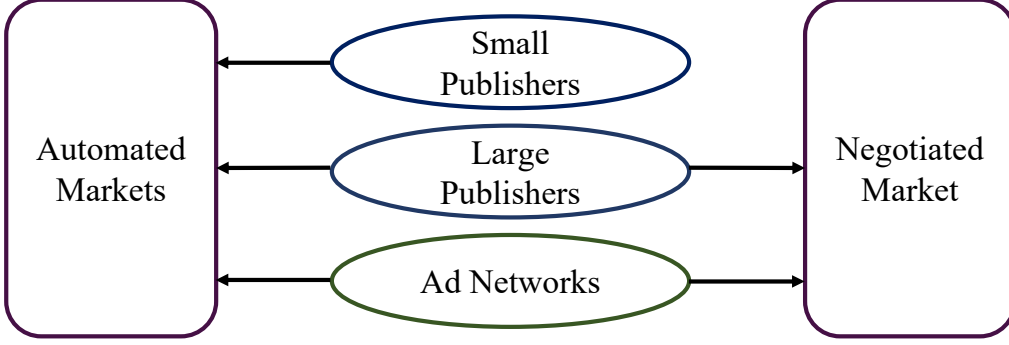 Automated
Markets
Small
Publishers
Large
Publishers
Ad Networks
Negotiated
Market